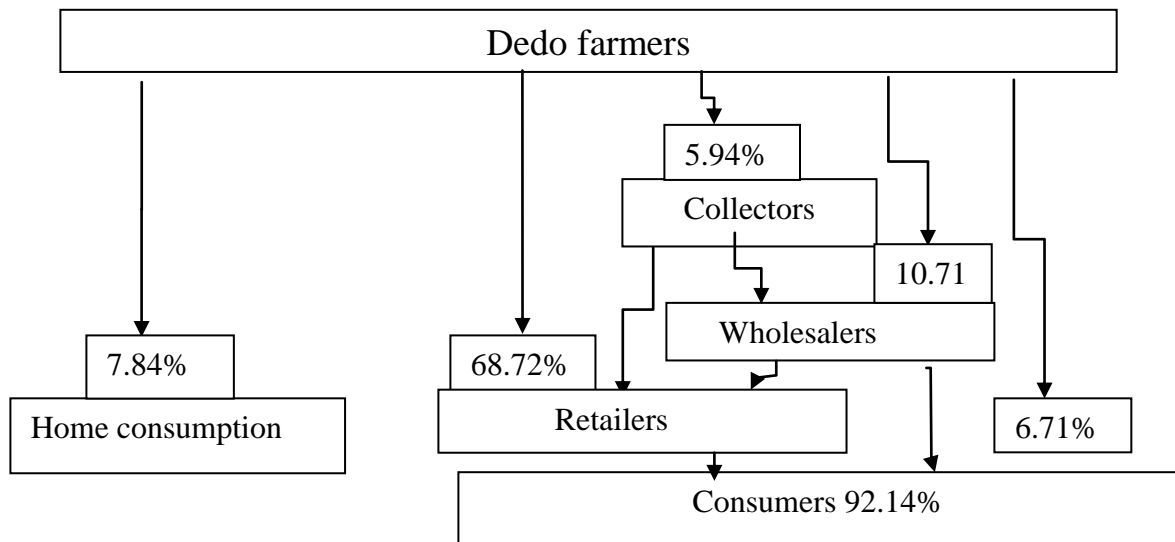 Dedo farmers
5.94%
Collectors
10.71
Wholesalers
7.84%
68.72%
Home consumption
Retailers
6.71%
Consumers 92.14%